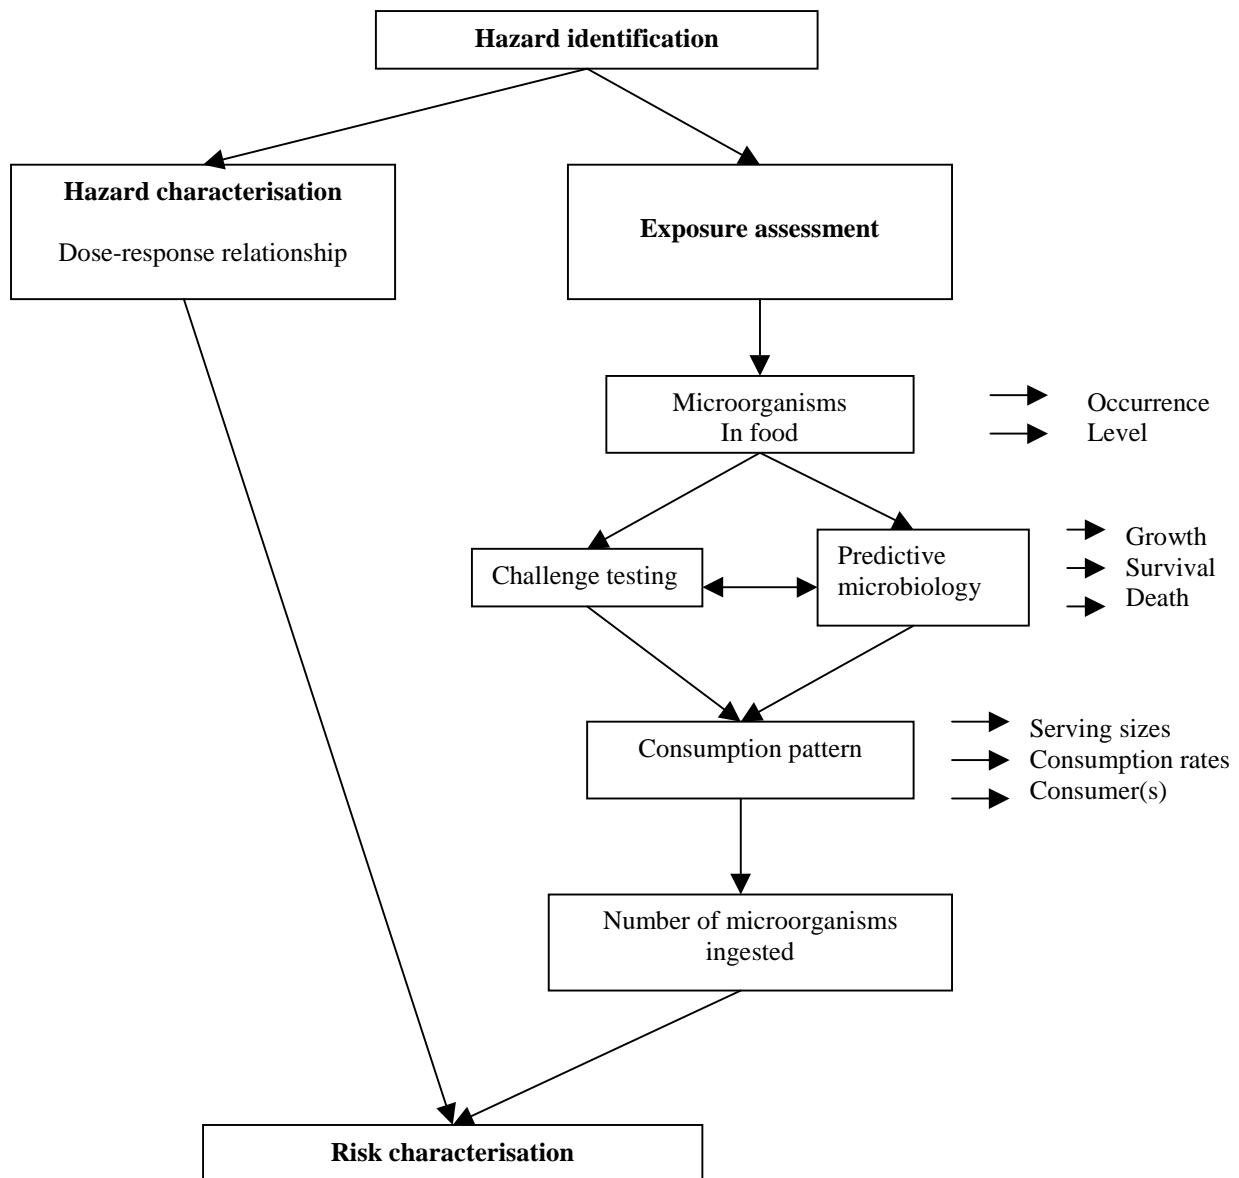 Hazard identification
Hazard characterisation
Dose-response relationship
Exposure assessment
Microorganisms
In food
Occurrence
Level
Challenge testing
Predictive
microbiology
Growth
Survival
Death
Consumption pattern
Serving sizes
Consumption rates
Consumer(s)
Number of microorganisms
ingested
Risk characterisation